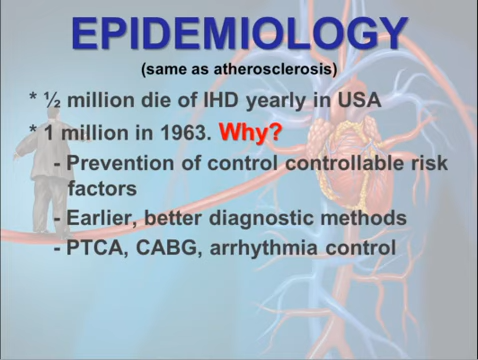 EPIDEMIOLOGY
(same as atherosclerosis)
* ½ million die of IHD yearly in USA
* 1 million in 1963. Why?
- Prevention of control controllable risk
factors
- Earlier, better diagnostic methods
- PTCA, CABG, arrhythmia control